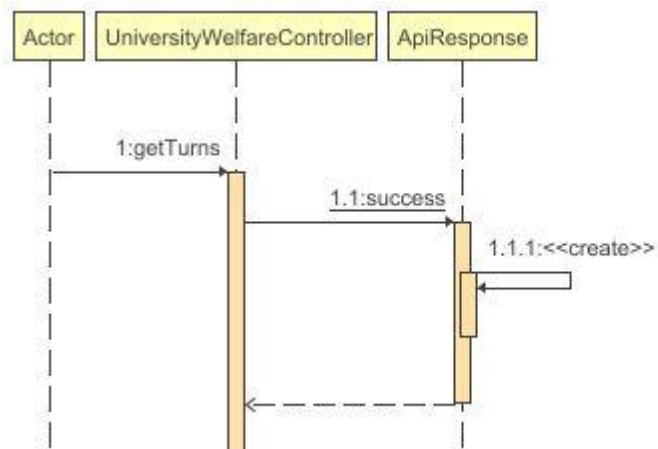 Actor
UniversityWelfareController
ApiResponse
1:getTurns
1.1:success
1.1.1:<<create>>